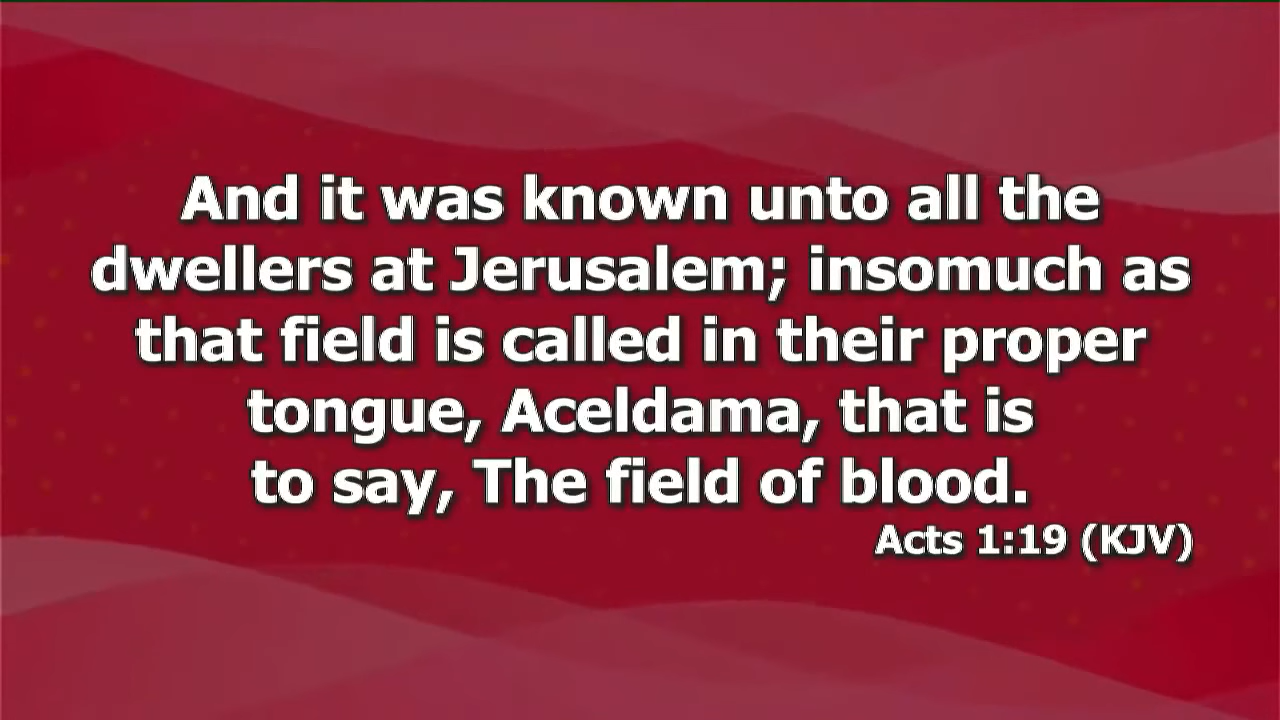 And it was known unto all the
dwellers at Jerusalem; insomuch as
that field is called in their proper
tongue, Aceldama, that is
to say, The field of blood.
Acts 1:19 (KJV)